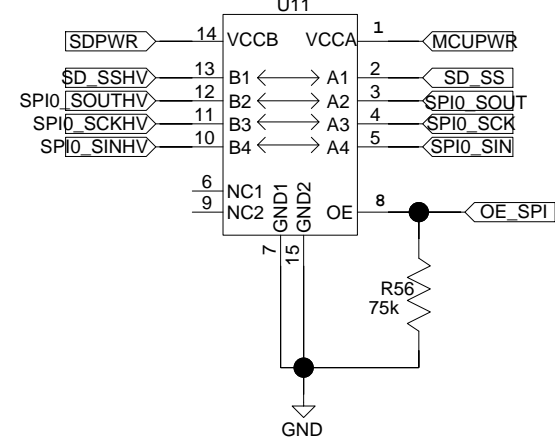 U11
SDPWR 14 VCCB VCCA 1 MCUPWR
SD_SSHV 13 B1 A1 2 SD_SS
SPI0_SOUTHV 12 B2 A2 3 SPI0_SOUT
SPI0_SCKHV 11 B3 A3 4 SPI0_SCK
SPI0_SINHV 10 B4 A4 5 SPI0_SIN
6 NC1
9 NC2 GND1 GND2 OE 8 OE_SPI
7 15
R56
75k
GND